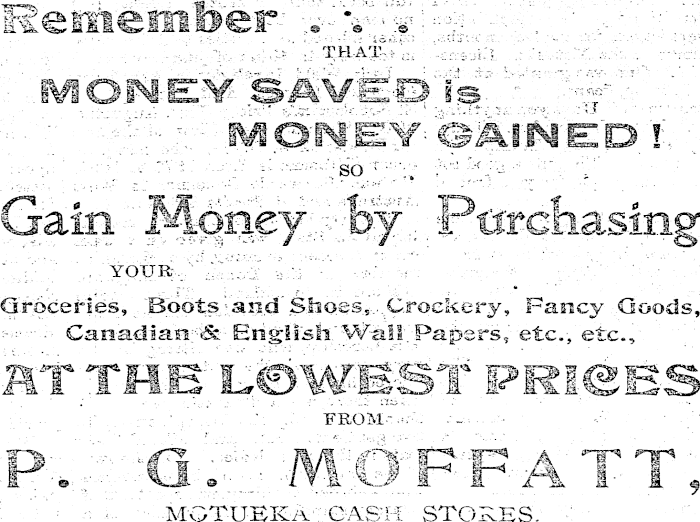 Remember . . . .
THAT
MONEY SAVED is
MONEY GAINED!
SO
Gain Money by Purchasing
YOUR
Groceries, Boots and Shoes, Crockery, Fancy Goods,
Canadian & English Wall Papers, etc., etc.,
AT THE LOWEST PRICES
FROM
P. G. MOFFATT,
MOTUEKA CASH STORES.